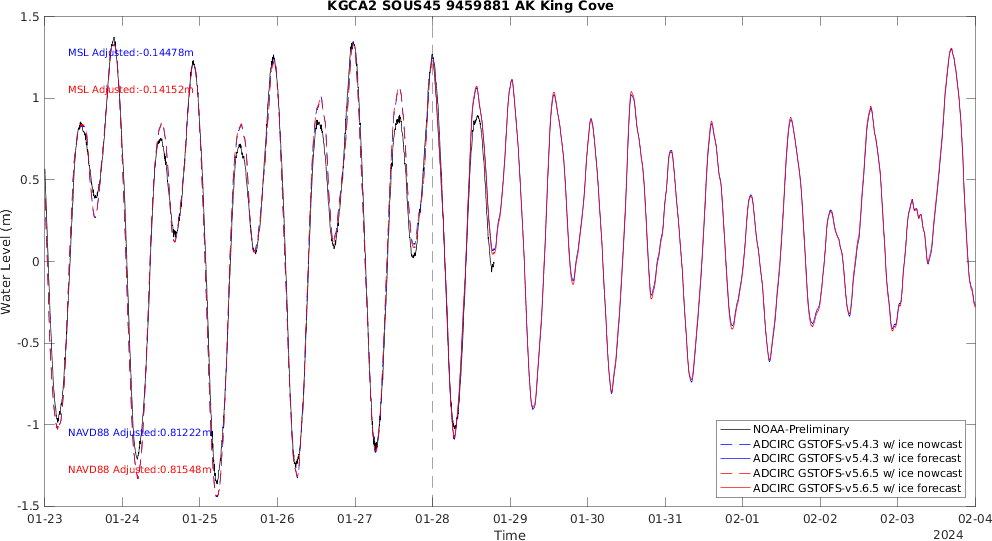 KGCA2 SOUS45 9459881 AK King Cove
1.5
1
0.5
0
-0.5
-1
-1.5
Water Level (m)
MSL Adjusted:-0.14478m
MSL Adjusted:-0.14152m
NAVD88 Adjusted:0.81222m
NAVD88 Adjusted:0.81548m
NOAA-Preliminary
ADCIRC GSTOFS-v5.4.3 w/ ice nowcast
ADCIRC GSTOFS-v5.4.3 w/ ice forecast
ADCIRC GSTOFS-v5.6.5 w/ ice nowcast
ADCIRC GSTOFS-v5.6.5 w/ ice forecast
01-23 01-24 01-25 01-26 01-27 01-28 01-29 01-30 01-31 02-01 02-02 02-03 02-04
Time
2024